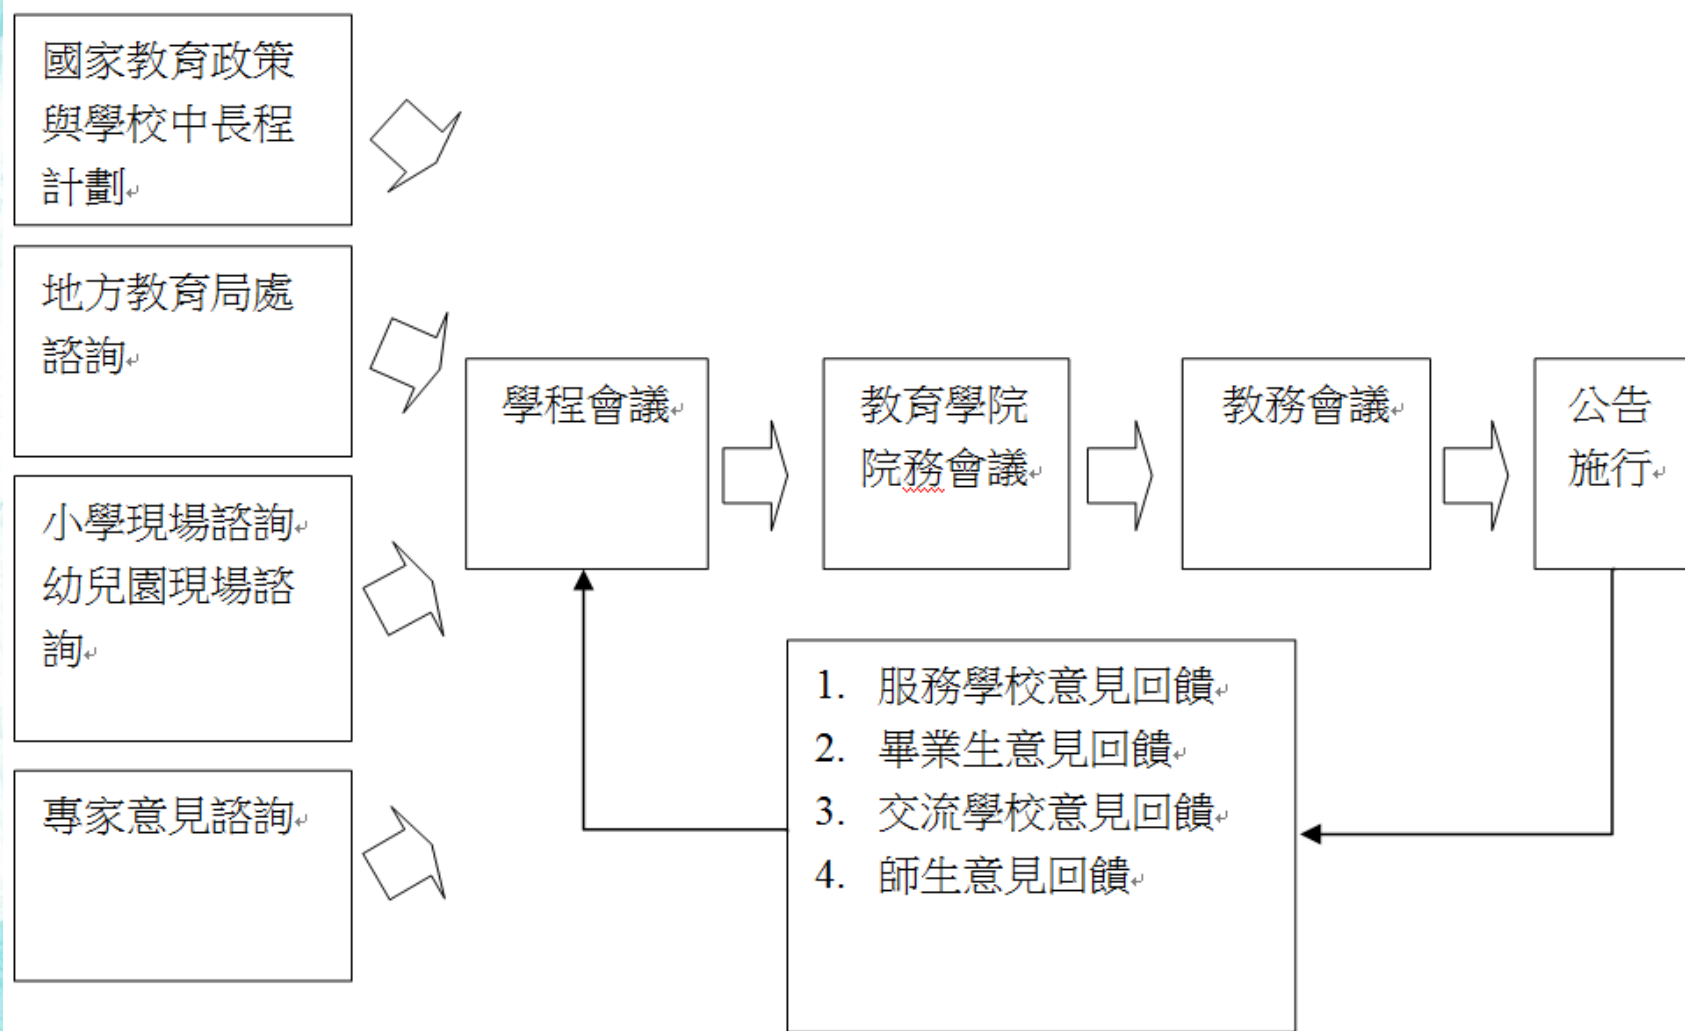 國家教育政策
與學校中長程
計劃
地方教育局處
諮詢
小學現場諮詢
幼兒園現場諮
詢
專家意見諮詢
學程會議
教育學院
院務會議
教務會議
公告
施行
1. 服務學校意見回饋
2. 畢業生意見回饋
3. 交流學校意見回饋
4. 師生意見回饋